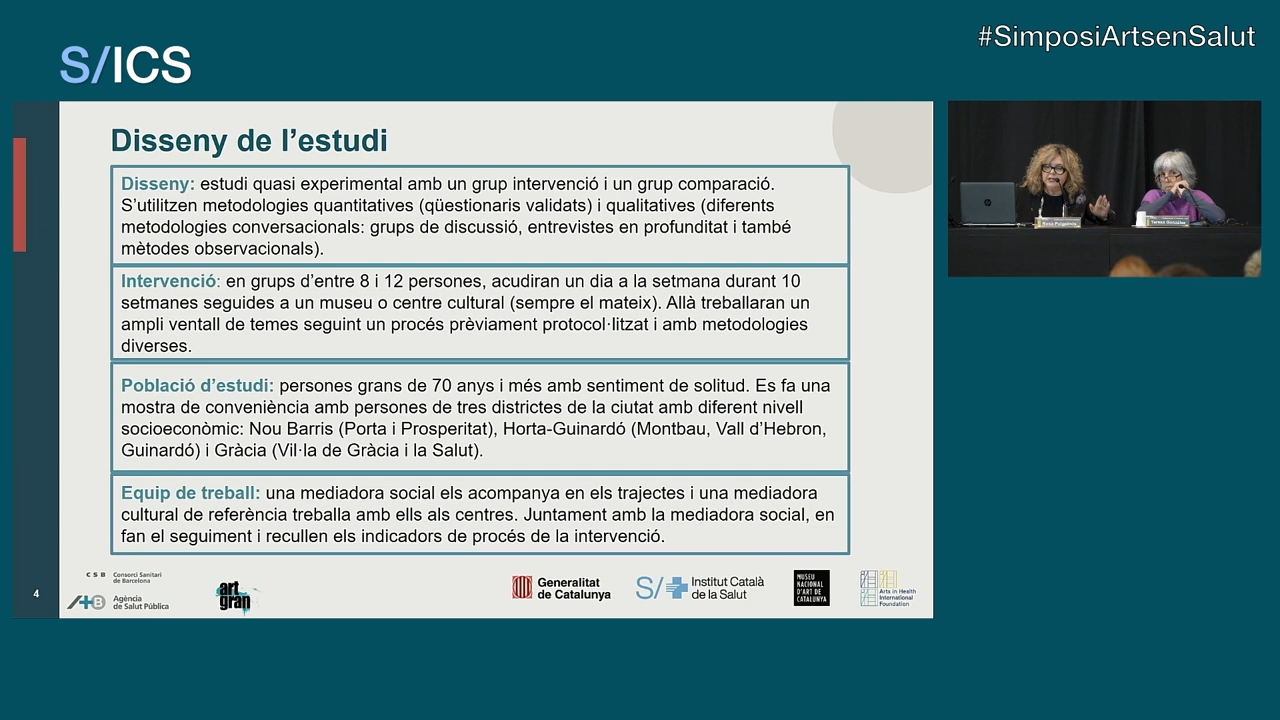 #SimposiArtsenSalut
S/ICS
Disseny de l’estudi
Disseny: estudi quasi experimental amb un grup intervenció i un grup comparació.
S’utilitzen metodologies quantitatives (qüestionaris validats) i qualitatives (diferents
metodologies conversacionals: grups de discussió, entrevistes en profunditat i també
mètodes observacionals).
Intervenció: en grups d’entre 8 i 12 persones, acudiran un dia a la setmana durant 10
setmanes seguides a un museu o centre cultural (sempre el mateix). Allà treballaran un
ampli ventall de temes seguint un procés prèviament protocol·litzat i amb metodologies
diverses.
Població d’estudi: persones grans de 70 anys i més amb sentiment de solitud. Es fa una
mostra de conveniència amb persones de tres districtes de la ciutat amb diferent nivell
socioeconòmic: Nou Barris (Porta i Prosperitat), Horta-Guinardó (Montbau, Vall d’Hebron,
Guinardó) i Gràcia (Vil·la de Gràcia i la Salut).
Equip de treball: una mediadora social els acompanya en els trajectes i una mediadora
cultural de referència treballa amb ells als centres. Juntament amb la mediadora social, en
fan el seguiment i recullen els indicadors de procés de la intervenció.
4
CSB Consorci Sanitari
de Barcelona
Agència
de Salut Pública
art
gran
Generalitat
de Catalunya
S/ Institut Català
de la Salut
MUSEU
NACIONAL
D'ART DE
CATALUNYA
Arts in Health
International
Foundation
hp
Teresa González